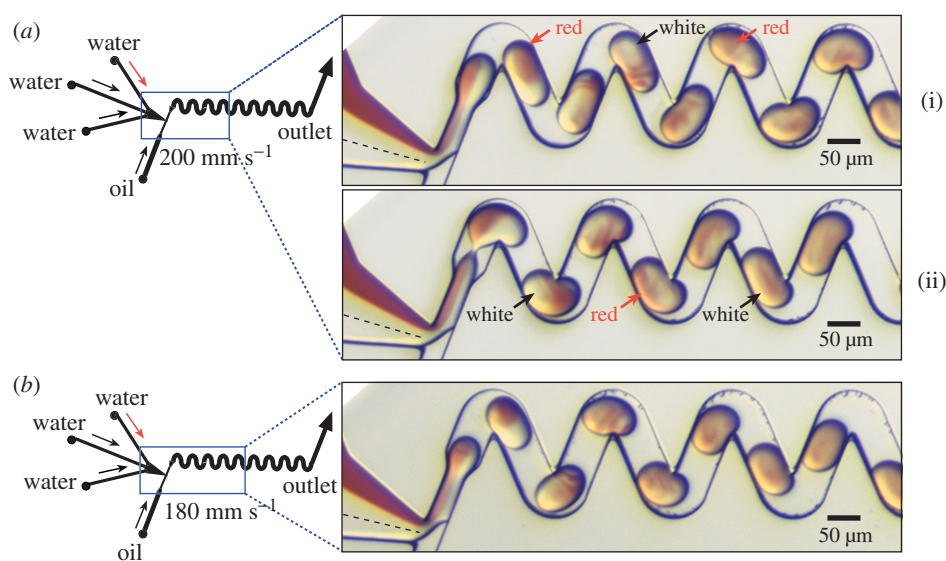 (a)
water
water
oil
200 mm s−1
outlet
red
white
red
50 µm
(i)
white
red
white
50 µm
(ii)
(b)
water
water
water
oil
180 mm s−1
outlet
50 µm